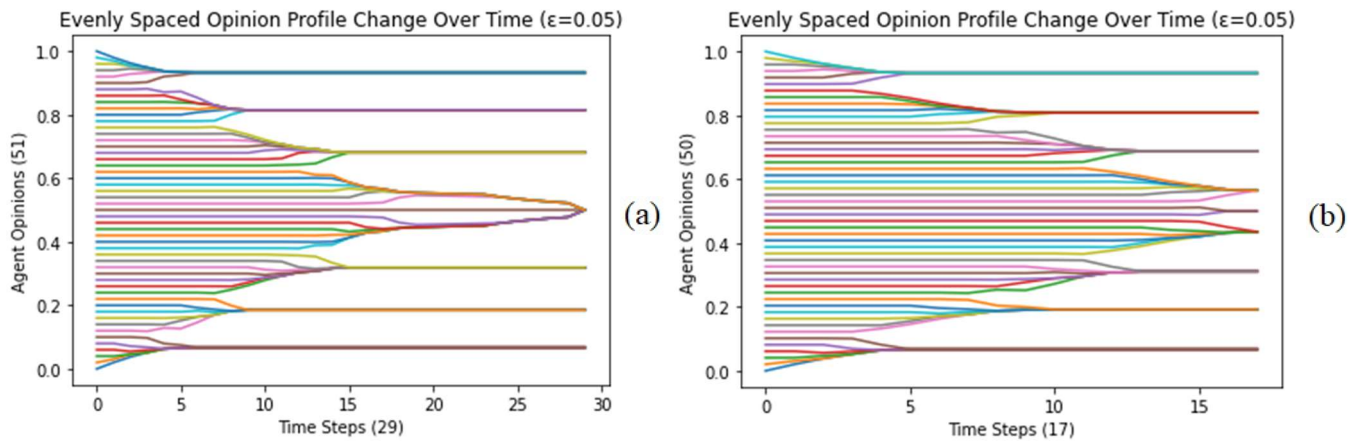 Evenly Spaced Opinion Profile Change Over Time (ε=0.05)
Agent Opinions (51)
1.0
0.8
0.6
0.4
0.2
0.0
0 5 10 15 20 25 30
Time Steps (29)
(a)
Evenly Spaced Opinion Profile Change Over Time (ε=0.05)
Agent Opinions (50)
1.0
0.8
0.6
0.4
0.2
0.0
0 5 10 15
Time Steps (17)
(b)